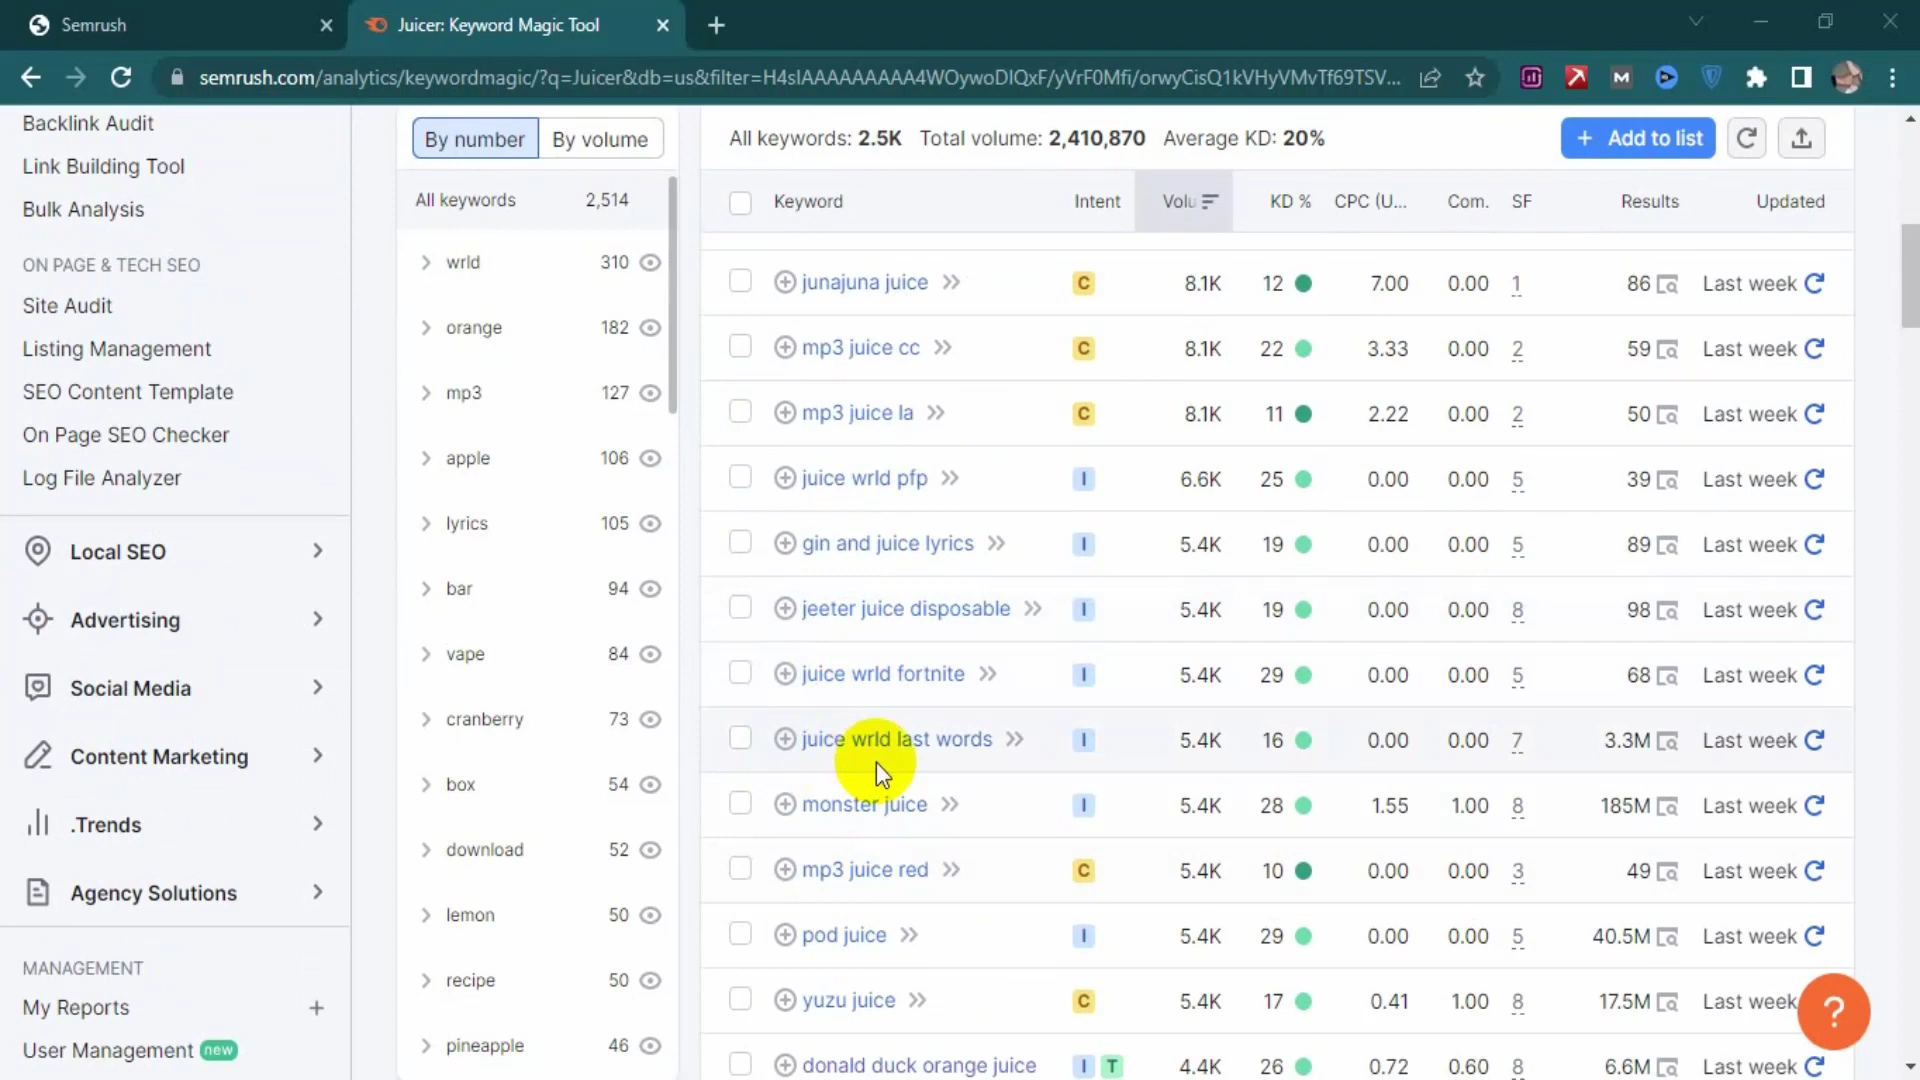 Semrush
Juicer: Keyword Magic Tool
semrush.com/analytics/keywordmagic/?q=Juicer&db=us&filter=H4sIAAAAAAAAA4WOywoDIQxF/yVrF0Mfi/orwyCisQ1kVHyVMvTf69TSV...
Backlink Audit
Link Building Tool
Bulk Analysis
ON PAGE & TECH SEO
Site Audit
Listing Management
SEO Content Template
On Page SEO Checker
Log File Analyzer
Local SEO
Advertising
Social Media
Content Marketing
.Trends
Agency Solutions
MANAGEMENT
My Reports +
User Management new
By number By volume
All keywords 2,514
wrld 310
orange 182
mp3 127
apple 106
lyrics 105
bar 94
vape 84
cranberry 73
box 54
download 52
lemon 50
recipe 50
pineapple 46
All keywords: 2.5K Total volume: 2,410,870 Average KD: 20%
+ Add to list
Keyword Intent Volu KD % CPC (U... Com. SF Results Updated
junajuna juice C 8.1K 12 7.00 0.00 1 86 Last week
mp3 juice cc C 8.1K 22 3.33 0.00 2 59 Last week
mp3 juice la C 8.1K 11 2.22 0.00 2 50 Last week
juice wrld pfp I 6.6K 25 0.00 0.00 5 39 Last week
gin and juice lyrics I 5.4K 19 0.00 0.00 5 89 Last week
jeeter juice disposable I 5.4K 19 0.00 0.00 8 98 Last week
juice wrld fortnite I 5.4K 29 0.00 0.00 5 68 Last week
juice wrld last words I 5.4K 16 0.00 0.00 7 3.3M Last week
monster juice I 5.4K 28 1.55 1.00 8 185M Last week
mp3 juice red C 5.4K 10 0.00 0.00 3 49 Last week
pod juice I 5.4K 29 0.00 0.00 5 40.5M Last week
yuzu juice C 5.4K 17 0.41 1.00 8 17.5M Last week
donald duck orange juice I T 4.4K 26 0.72 0.60 8 6.6M Last week
?